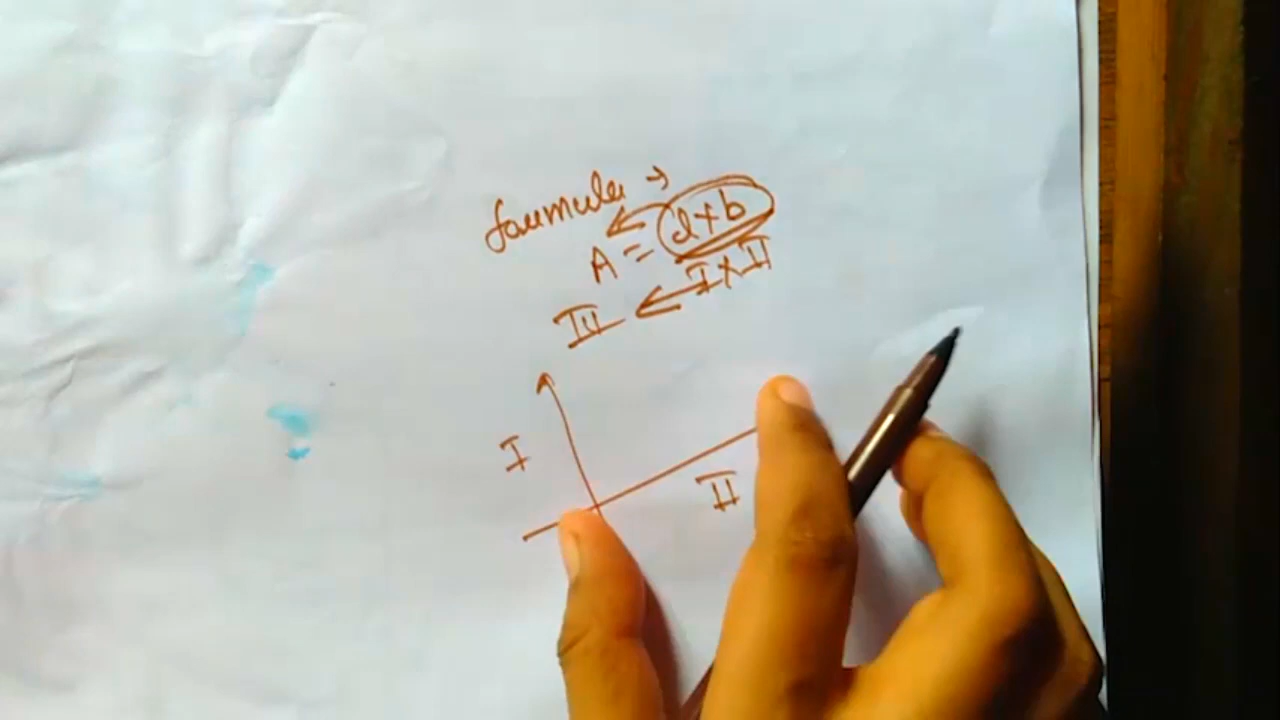 formula →
A = l×b
III ← I×II
I
II